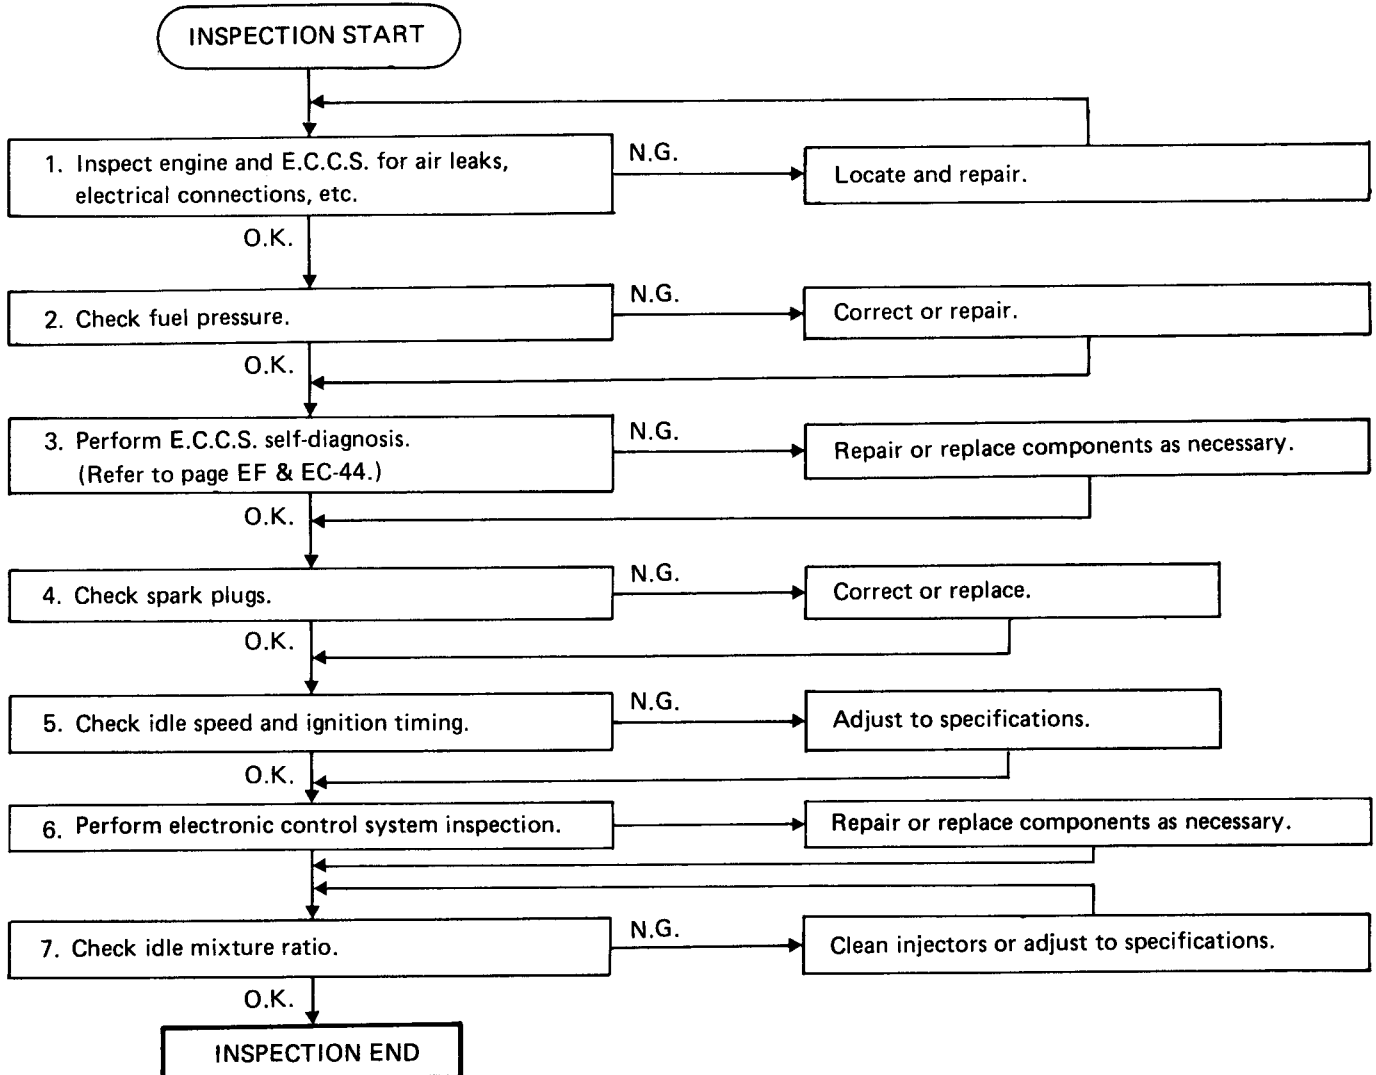 INSPECTION START
1. Inspect engine and E.C.C.S. for air leaks,
electrical connections, etc.
N.G.
Locate and repair.
O.K.
2. Check fuel pressure.
N.G.
Correct or repair.
O.K.
3. Perform E.C.C.S. self-diagnosis.
(Refer to page EF & EC-44.)
N.G.
Repair or replace components as necessary.
O.K.
4. Check spark plugs.
N.G.
Correct or replace.
O.K.
5. Check idle speed and ignition timing.
N.G.
Adjust to specifications.
O.K.
6. Perform electronic control system inspection.
Repair or replace components as necessary.
7. Check idle mixture ratio.
N.G.
Clean injectors or adjust to specifications.
O.K.
INSPECTION END